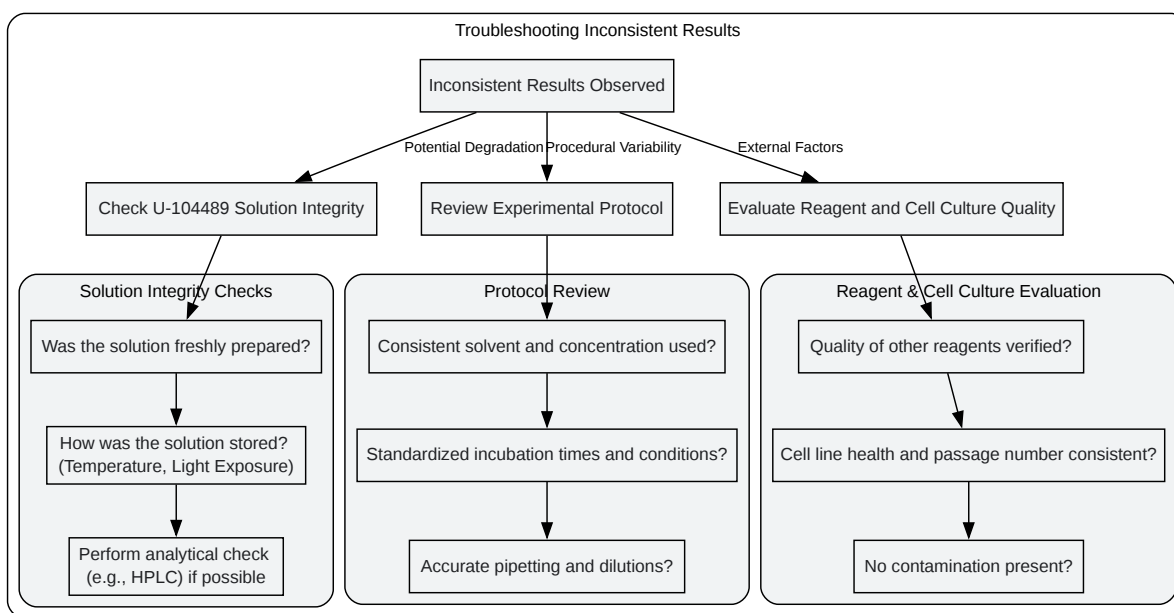 Troubleshooting Inconsistent Results
Inconsistent Results Observed
Potential Degradation
Procedural Variability
External Factors
Check U-104489 Solution Integrity
Review Experimental Protocol
Evaluate Reagent and Cell Culture Quality
Solution Integrity Checks
Protocol Review
Reagent & Cell Culture Evaluation
Was the solution freshly prepared?
Consistent solvent and concentration used?
Quality of other reagents verified?
How was the solution stored?
(Temperature, Light Exposure)
Standardized incubation times and conditions?
Cell line health and passage number consistent?
Perform analytical check
(e.g., HPLC) if possible
Accurate pipetting and dilutions?
No contamination present?